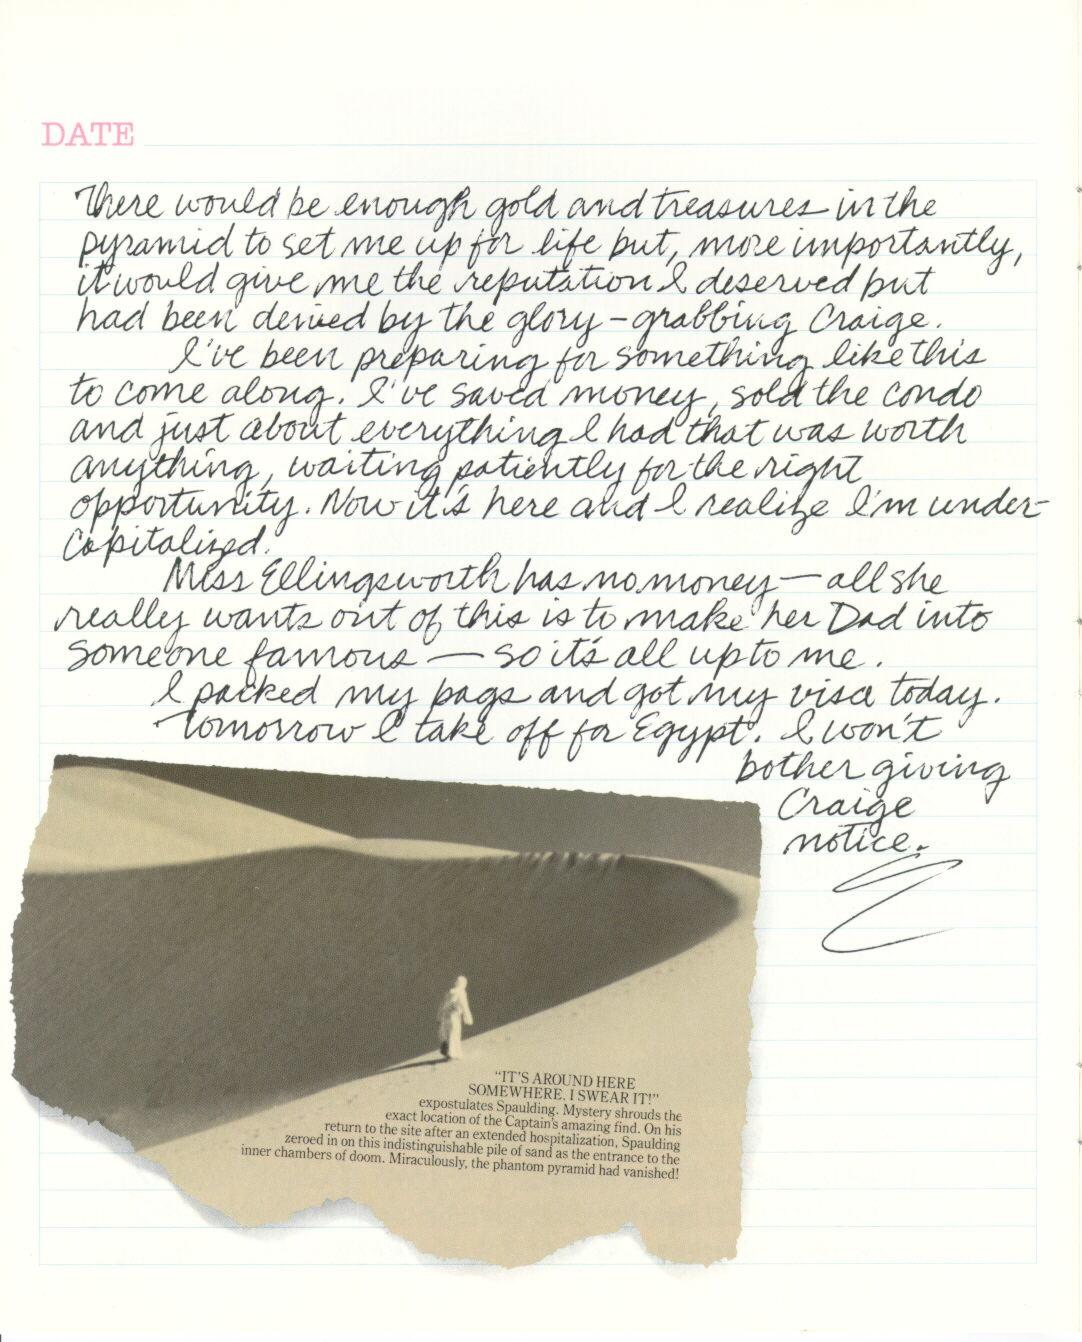 DATE
There would be enough gold and treasures in the
pyramid to set me up for life but, more importantly,
it would give me the reputation I deserved but
had been denied by the glory-grabbing Craige.
I've been preparing for something like this
to come along. I've saved money, sold the condo
and just about everything I had that was worth
anything, waiting patiently for the right
opportunity. Now it's here and I realize I'm under-
capitalized.
Miss Ellingsworth has no money — all she
really wants out of this is to make her Dad into
someone famous — so it's all up to me.
I packed my bags and got my visa today.
Tomorrow I take off for Egypt. I won't
bother giving
Craige
notice.
"IT'S AROUND HERE
SOMEWHERE, I SWEAR IT!"
expostulates Spaulding. Mystery shrouds the
exact location of the Captain's amazing find. On his
return to the site after an extended hospitalization, Spaulding
zeroed in on this indistinguishable pile of sand as the entrance to the
inner chambers of doom. Miraculously, the phantom pyramid had vanished!